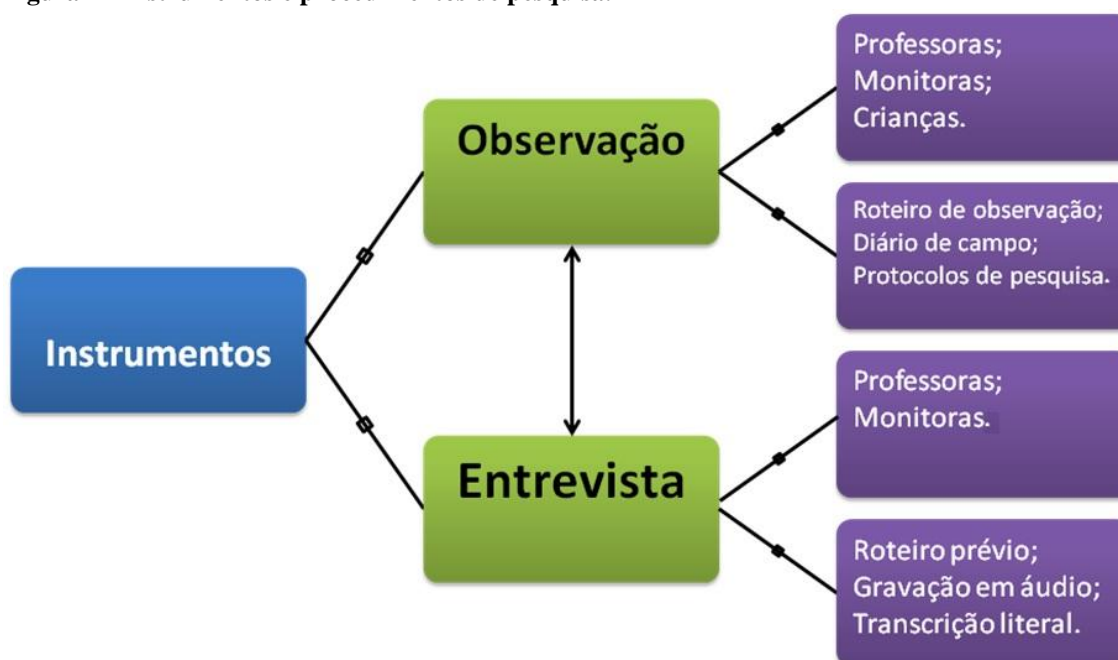 Professoras;
Monitoras;
Crianças.
Observação
Roteiro de observação;
Diário de campo;
Protocolos de pesquisa.
Instrumentos
Professoras;
Monitoras.
Entrevista
Roteiro prévio;
Gravação em áudio;
Transcrição literal.